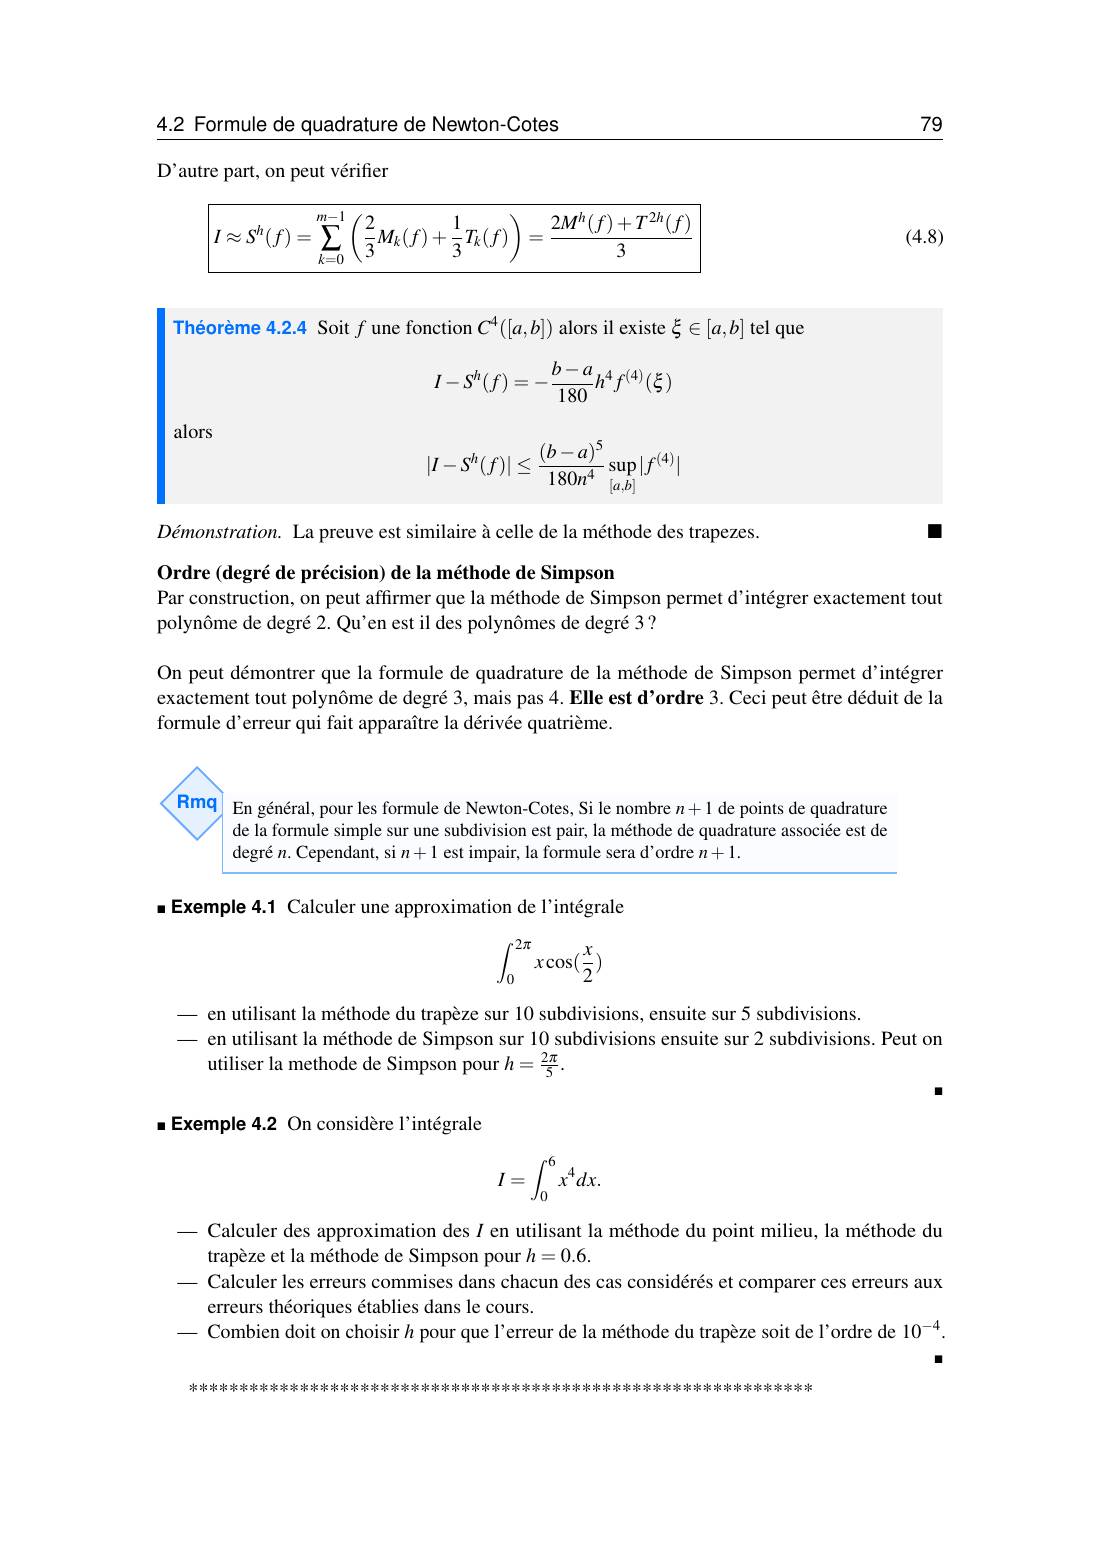 4.2 Formule de quadrature de Newton-Cotes 79
D'autre part, on peut vérifier
I ≈ S^h(f) = ∑_{k=0}^{m−1} (2/3 M_k(f) + 1/3 T_k(f)) = (2M^h(f) + T^{2h}(f))/3 (4.8)
Théorème 4.2.4 Soit f une fonction C^4([a,b]) alors il existe ξ ∈ [a,b] tel que
I − S^h(f) = −(b−a)/180 h^4 f^{(4)}(ξ)
alors
|I − S^h(f)| ≤ (b−a)^5/(180n^4) sup_{[a,b]} |f^{(4)}|
Démonstration. La preuve est similaire à celle de la méthode des trapezes. ■
Ordre (degré de précision) de la méthode de Simpson
Par construction, on peut affirmer que la méthode de Simpson permet d'intégrer exactement tout
polynôme de degré 2. Qu'en est il des polynômes de degré 3 ?
On peut démontrer que la formule de quadrature de la méthode de Simpson permet d'intégrer
exactement tout polynôme de degré 3, mais pas 4. Elle est d'ordre 3. Ceci peut être déduit de la
formule d'erreur qui fait apparaître la dérivée quatrième.
Rmq
En général, pour les formule de Newton-Cotes, Si le nombre n+1 de points de quadrature
de la formule simple sur une subdivision est pair, la méthode de quadrature associée est de
degré n. Cependant, si n+1 est impair, la formule sera d'ordre n+1.
■ Exemple 4.1 Calculer une approximation de l'intégrale
∫_0^{2π} x cos(x/2)
— en utilisant la méthode du trapèze sur 10 subdivisions, ensuite sur 5 subdivisions.
— en utilisant la méthode de Simpson sur 10 subdivisions ensuite sur 2 subdivisions. Peut on
utiliser la methode de Simpson pour h = 2π/5.
■
■ Exemple 4.2 On considère l'intégrale
I = ∫_0^6 x^4 dx.
— Calculer des approximation des I en utilisant la méthode du point milieu, la méthode du
trapèze et la méthode de Simpson pour h = 0.6.
— Calculer les erreurs commises dans chacun des cas considérés et comparer ces erreurs aux
erreurs théoriques établies dans le cours.
— Combien doit on choisir h pour que l'erreur de la méthode du trapèze soit de l'ordre de 10^{−4}.
■
**************************************************************